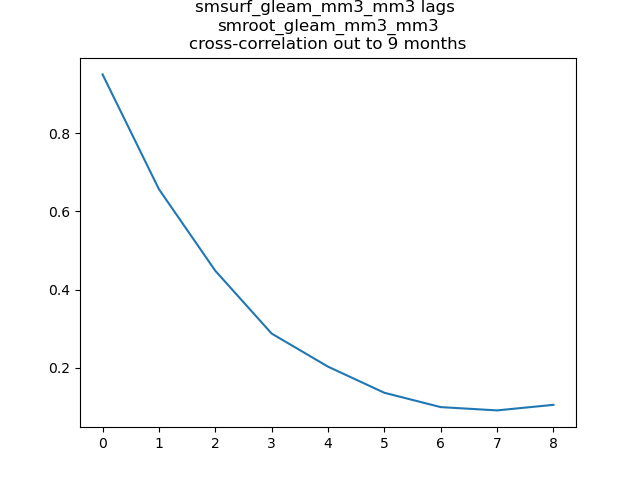 smsurf_gleam_mm3_mm3 lags
smroot_gleam_mm3_mm3
cross-correlation out to 9 months
0.8
0.6
0.4
0.2
0 1 2 3 4 5 6 7 8